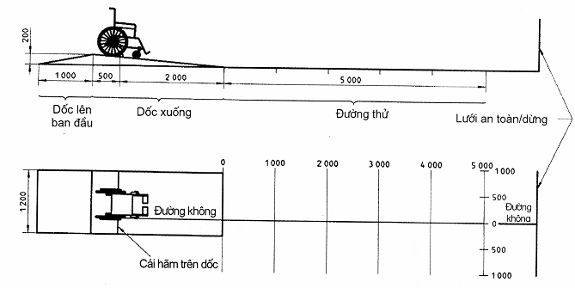 200
1 000
500
2 000
5 000
Dốc lên
ban đầu
Dốc xuống
Đường thử
Lưới an toàn/dừng
0
1 000
2 000
3 000
4 000
5 000
1 000
500
0
500
1 000
1 200
Đường không
Đường
không
Cái hãm trên dốc